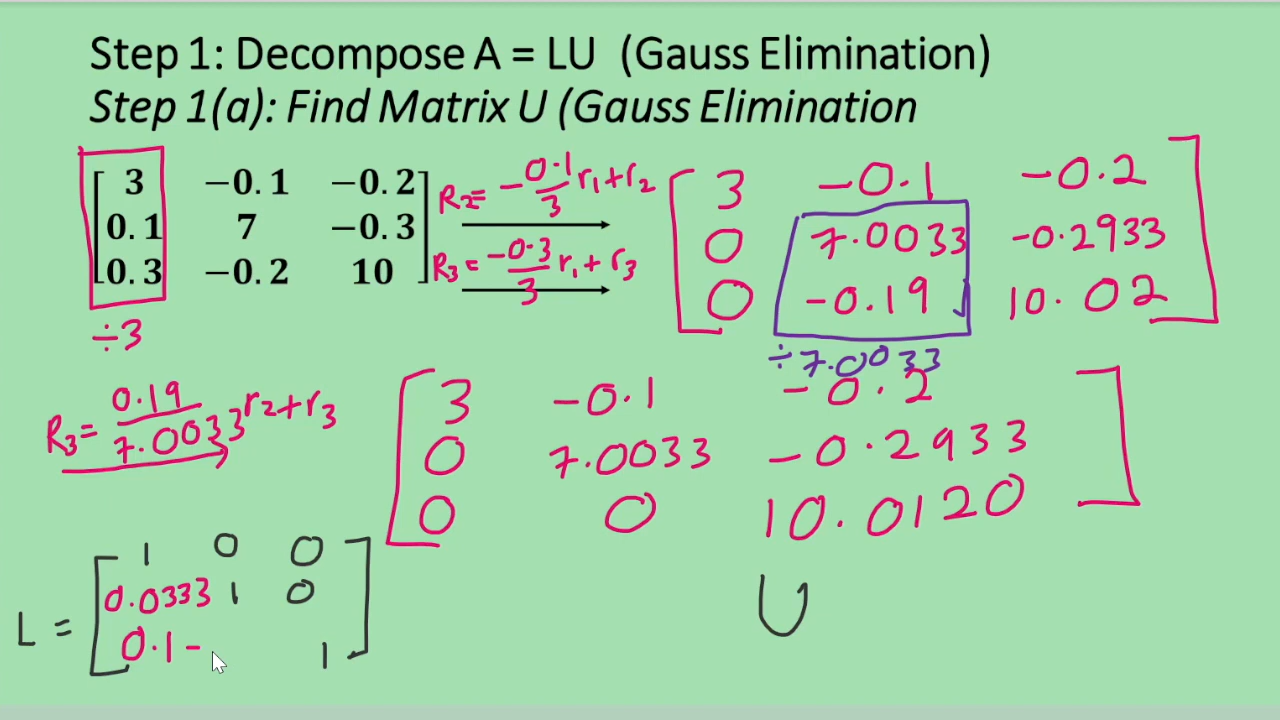 Step 1: Decompose A = LU (Gauss Elimination)
Step 1(a): Find Matrix U (Gauss Elimination
3 −0.1 −0.2
0.1 7 −0.3
0.3 −0.2 10
÷3
R2= −0.1/3 r1+r2
R3= −0.3/3 r1+r3
3 −0.1 −0.2
0 7.0033 −0.2933
0 −0.19 10.02
÷7.0033
R3= 0.19/7.0033 r2+r3
3 −0.1 −0.2
0 7.0033 −0.2933
0 0 10.0120
U
L =
1 0 0
0.0333 1 0
0.1 − 1